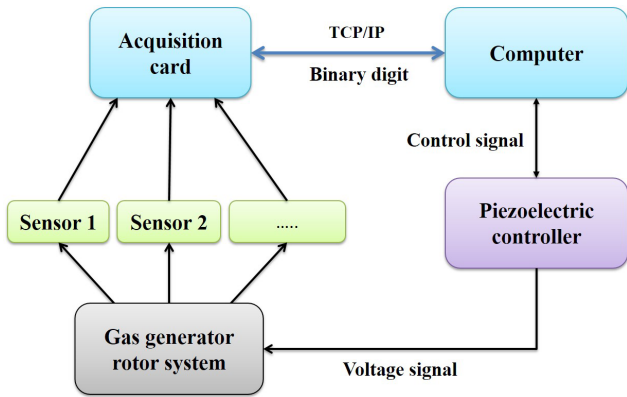 Acquisition
card
TCP/IP
Binary digit
Computer
Control signal
Sensor 1
Sensor 2
.....
Piezoelectric
controller
Gas generator
rotor system
Voltage signal